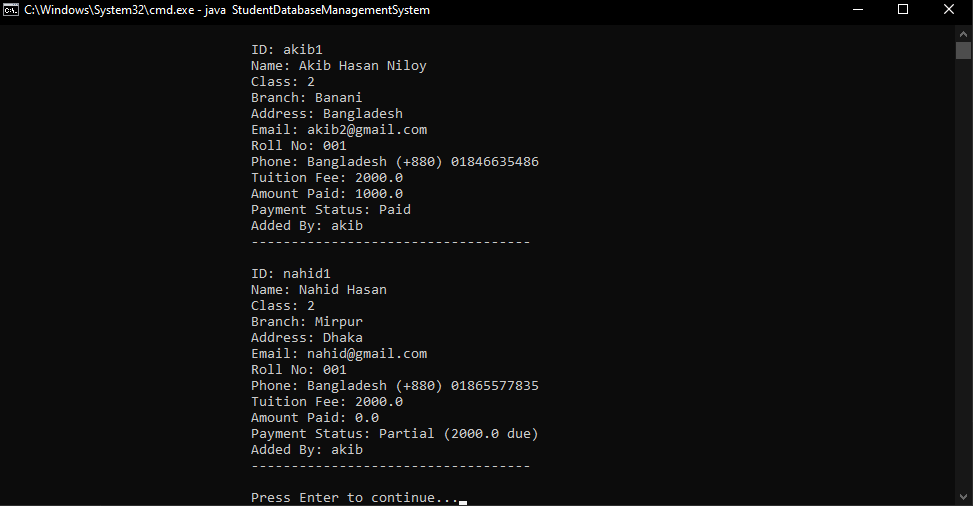 C:\Windows\System32\cmd.exe - java StudentDatabaseManagementSystem
ID: akib1
Name: Akib Hasan Niloy
Class: 2
Branch: Banani
Address: Bangladesh
Email: akib2@gmail.com
Roll No: 001
Phone: Bangladesh (+880) 01846635486
Tuition Fee: 2000.0
Amount Paid: 1000.0
Payment Status: Paid
Added By: akib
-----------------------------------
ID: nahid1
Name: Nahid Hasan
Class: 2
Branch: Mirpur
Address: Dhaka
Email: nahid@gmail.com
Roll No: 001
Phone: Bangladesh (+880) 01865577835
Tuition Fee: 2000.0
Amount Paid: 0.0
Payment Status: Partial (2000.0 due)
Added By: akib
-----------------------------------
Press Enter to continue...